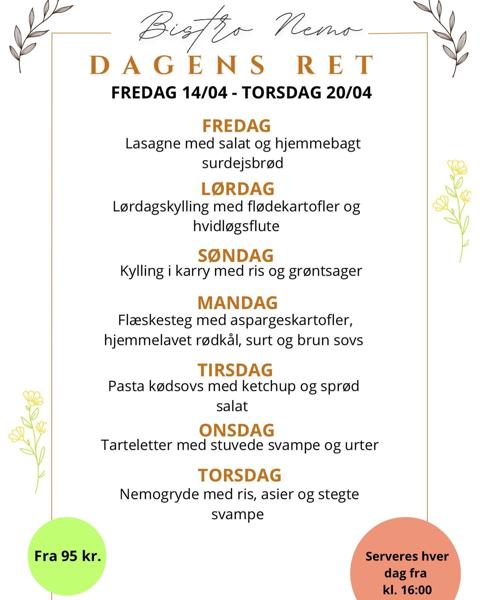 Bistro Nemo
DAGENS RET
FREDAG 14/04 - TORSDAG 20/04
FREDAG
Lasagne med salat og hjemmebagt
surdejsbrød
LØRDAG
Lørdagskylling med flødekartofler og
hvidløgsflute
SØNDAG
Kylling i karry med ris og grøntsager
MANDAG
Flæskesteg med aspargeskartofler,
hjemmelavet rødkål, surt og brun sovs
TIRSDAG
Pasta kødsovs med ketchup og sprød
salat
ONSDAG
Tarteletter med stuvede svampe og urter
TORSDAG
Nemogryde med ris, asier og stegte
svampe
Fra 95 kr.
Serveres hver
dag fra
kl. 16:00